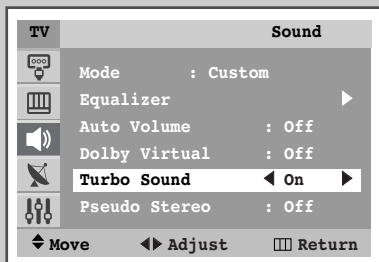 TV Sound
Mode : Custom
Equalizer
Auto Volume : Off
Dolby Virtual : Off
Turbo Sound ◀ On ▶
Pseudo Stereo : Off
Move Adjust Return